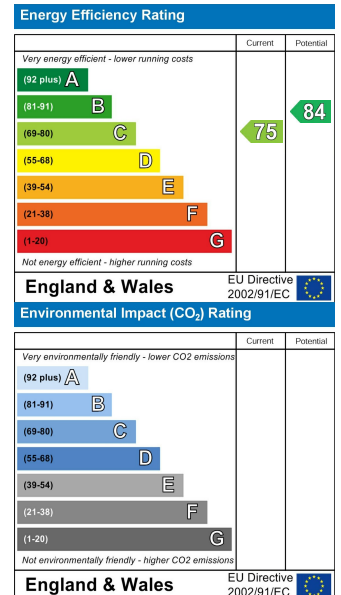 Energy Efficiency Rating
Current Potential
Very energy efficient - lower running costs
(92 plus) A
(81-91) B
(69-80) C
(55-68) D
(39-54) E
(21-38) F
(1-20) G
75
84
Not energy efficient - higher running costs
England & Wales
EU Directive
2002/91/EC
Environmental Impact (CO₂) Rating
Current Potential
Very environmentally friendly - lower CO2 emissions
(92 plus) A
(81-91) B
(69-80) C
(55-68) D
(39-54) E
(21-38) F
(1-20) G
Not environmentally friendly - higher CO2 emissions
England & Wales
EU Directive
2002/91/EC